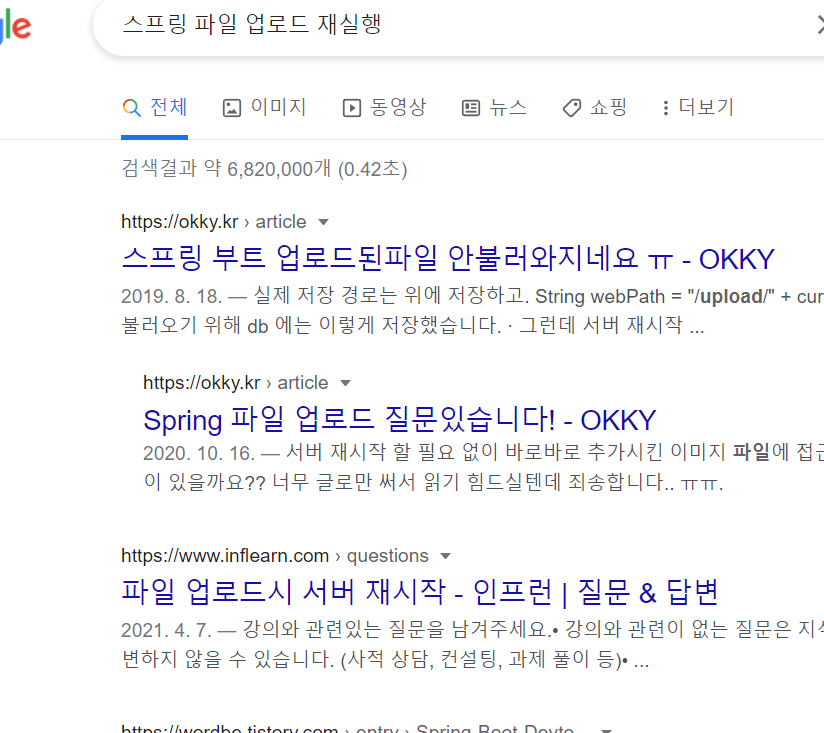 스프링 파일 업로드 재실행
전체 이미지 동영상 뉴스 쇼핑 더보기
검색결과 약 6,820,000개 (0.42초)
https://okky.kr › article
스프링 부트 업로드된파일 안불러와지네요 ㅠ - OKKY
2019. 8. 18. — 실제 저장 경로는 위에 저장하고. String webPath = "/upload/" + cur
불러오기 위해 db 에는 이렇게 저장했습니다. · 그런데 서버 재시작 ...
https://okky.kr › article
Spring 파일 업로드 질문있습니다! - OKKY
2020. 10. 16. — 서버 재시작 할 필요 없이 바로바로 추가시킨 이미지 파일에 접근
이 있을까요?? 너무 글로만 써서 읽기 힘드실텐데 죄송합니다.. ㅠㅠ.
https://www.inflearn.com › questions
파일 업로드시 서버 재시작 - 인프런 | 질문 & 답변
2021. 4. 7. — 강의와 관련있는 질문을 남겨주세요.• 강의와 관련이 없는 질문은 지식
변하지 않을 수 있습니다. (사적 상담, 컨설팅, 과제 풀이 등)• ...
https://wordbe.tistory.com › entry › Spring-Boot-Devto...